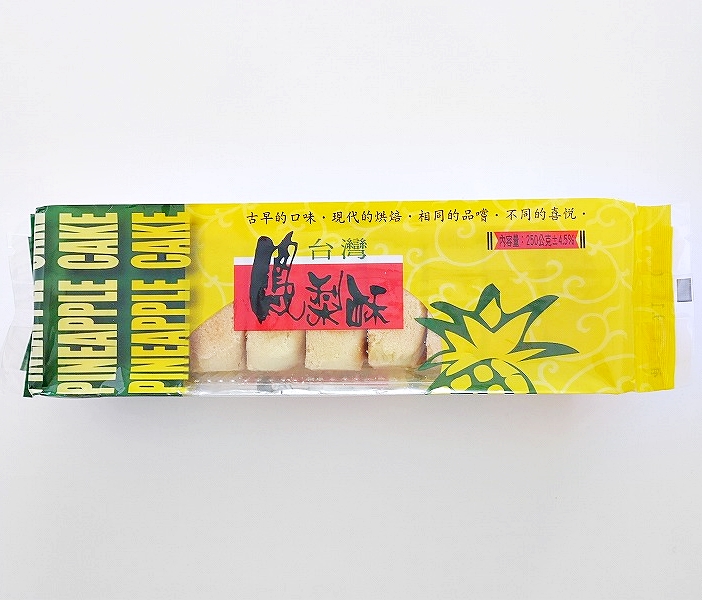 古早的口味・現代的烘焙・相同的品嚐・不同的喜悅・
台灣
鳳梨香
內容量：250公克±4.5%
PINEAPPLE CAKE
PINEAPPLE CAKE